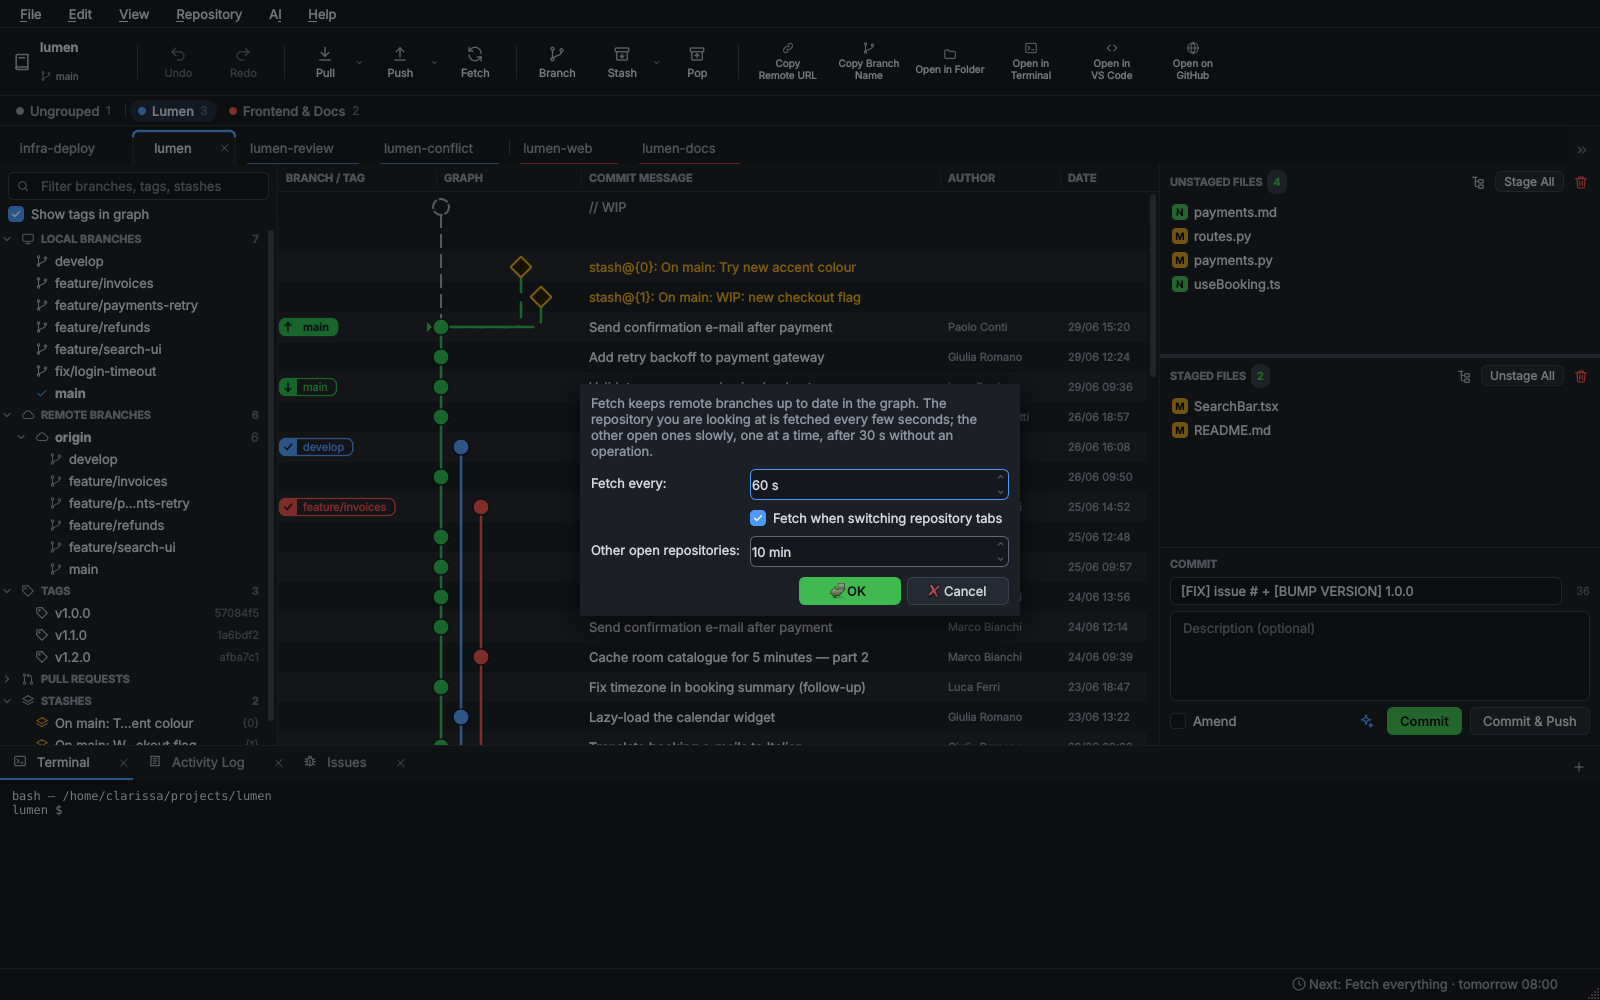 File Edit View Repository AI Help
lumen
main
Undo Redo Pull Push Fetch Branch Stash Pop
Copy Remote URL
Copy Branch Name
Open in Folder
Open in Terminal
Open in VS Code
Open on GitHub
Ungrouped 1 Lumen 3 Frontend & Docs 2
infra-deploy lumen lumen-review lumen-conflict lumen-web lumen-docs
Filter branches, tags, stashes
Show tags in graph
LOCAL BRANCHES 7
develop
feature/invoices
feature/payments-retry
feature/refunds
feature/search-ui
fix/login-timeout
main
REMOTE BRANCHES 6
origin 6
develop
feature/invoices
feature/p...nts-retry
feature/refunds
feature/search-ui
main
TAGS 3
v1.0.0 57084f5
v1.1.0 1a6bdf2
v1.2.0 afba7c1
PULL REQUESTS
STASHES 2
On main: T...ent colour {0}
On main: W...ckout flag {1}
BRANCH / TAG GRAPH COMMIT MESSAGE AUTHOR DATE
// WIP
stash@{0}: On main: Try new accent colour
stash@{1}: On main: WIP: new checkout flag
main Send confirmation e-mail after payment Paolo Conti 29/06 15:20
Add retry backoff to payment gateway Giulia Romano 29/06 12:24
main 29/06 09:36
26/06 18:57
develop 26/06 16:08
26/06 09:50
feature/invoices 25/06 14:52
25/06 12:48
25/06 09:57
24/06 13:56
Send confirmation e-mail after payment Marco Bianchi 24/06 12:14
Cache room catalogue for 5 minutes — part 2 Marco Bianchi 24/06 09:39
Fix timezone in booking summary (follow-up) Luca Ferri 23/06 18:47
Lazy-load the calendar widget Giulia Romano 23/06 13:22
Translate booking e-mails to Italian Giulia Romano
Fetch keeps remote branches up to date in the graph. The
repository you are looking at is fetched every few seconds; the
other open ones slowly, one at a time, after 30 s without an
operation.
Fetch every: 60 s
Fetch when switching repository tabs
Other open repositories: 10 min
OK Cancel
UNSTAGED FILES 4 Stage All
N payments.md
M routes.py
M payments.py
N useBooking.ts
STAGED FILES 2 Unstage All
M SearchBar.tsx
M README.md
COMMIT
[FIX] issue # + [BUMP VERSION] 1.0.0 36
Description (optional)
Amend Commit Commit & Push
Terminal Activity Log Issues
bash — /home/clarissa/projects/lumen
lumen $
Next: Fetch everything · tomorrow 08:00